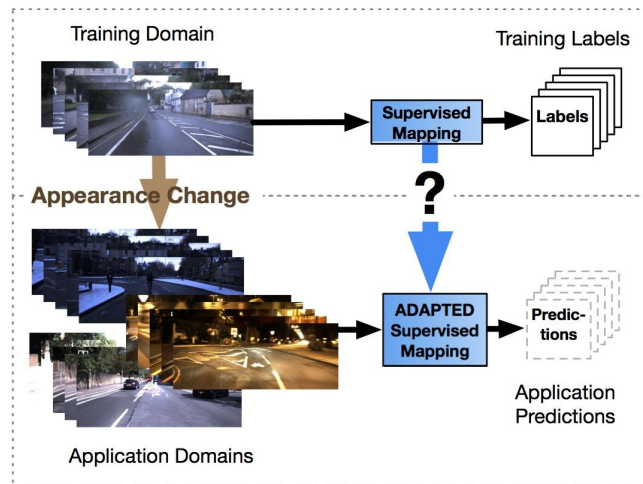 Training Domain
Training Labels
Supervised
Mapping
Labels
Appearance Change
?
ADAPTED
Supervised
Mapping
Predic-
tions
Application
Predictions
Application Domains